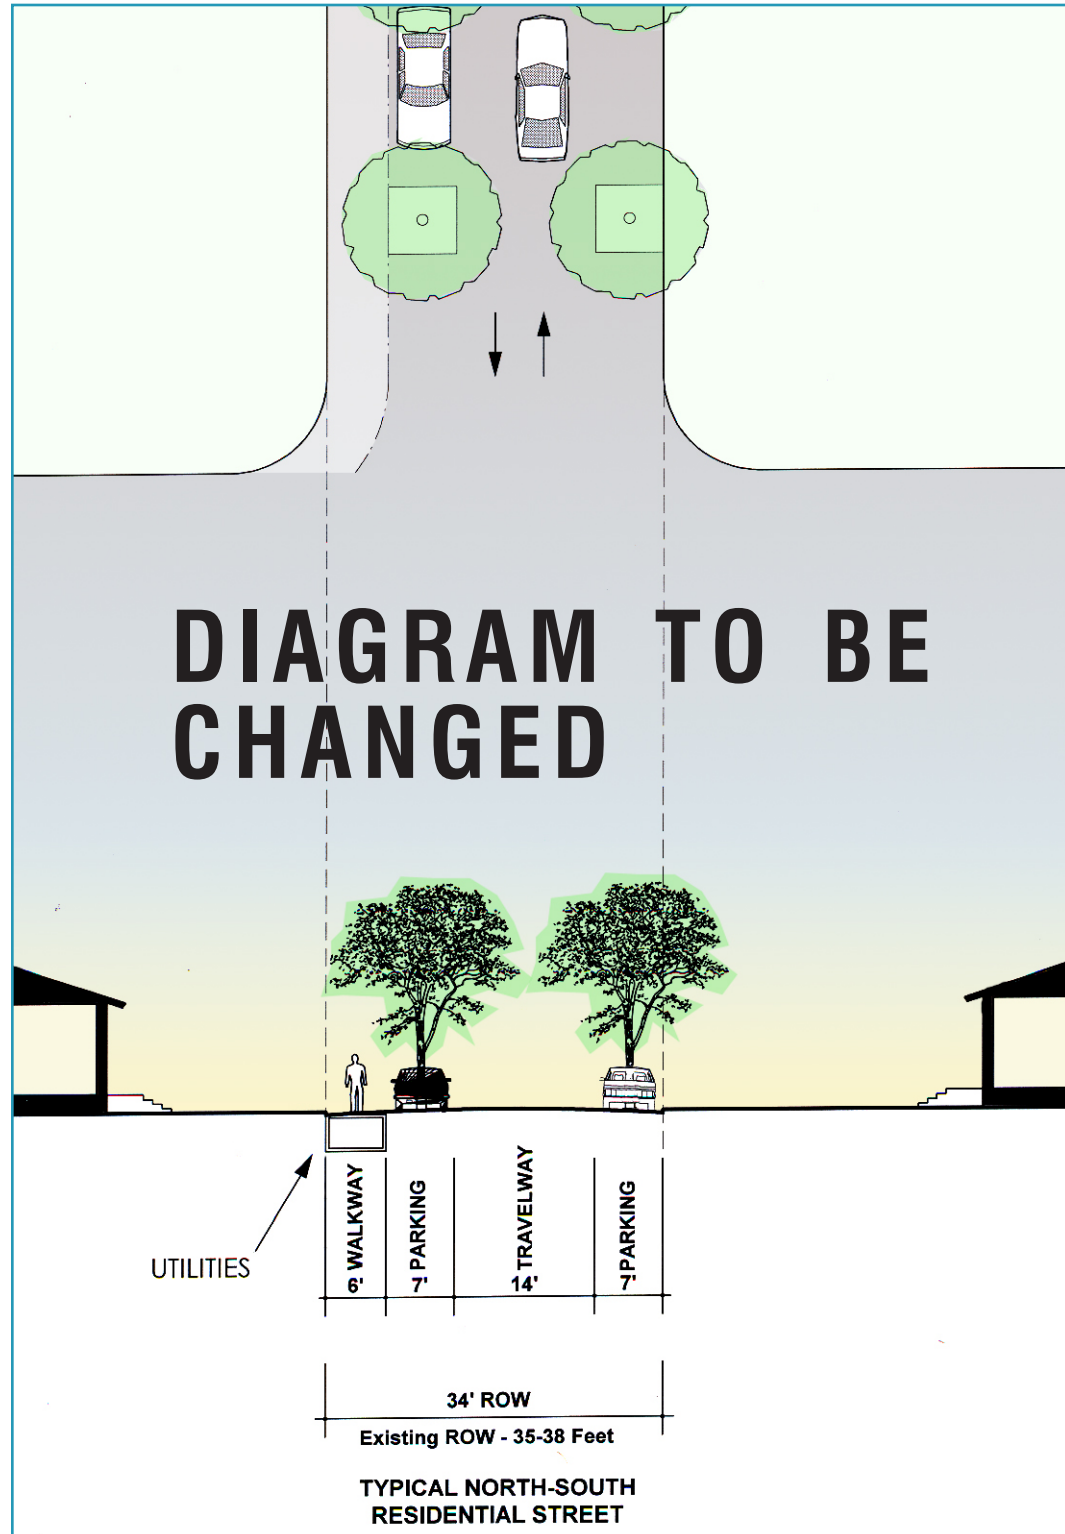 DIAGRAM TO BE
CHANGED
UTILITIES
WALKWAY
PARKING
TRAVELWAY
PARKING
6'
7'
14'
7'
34' ROW
Existing ROW - 35-38 Feet
TYPICAL NORTH-SOUTH
RESIDENTIAL STREET